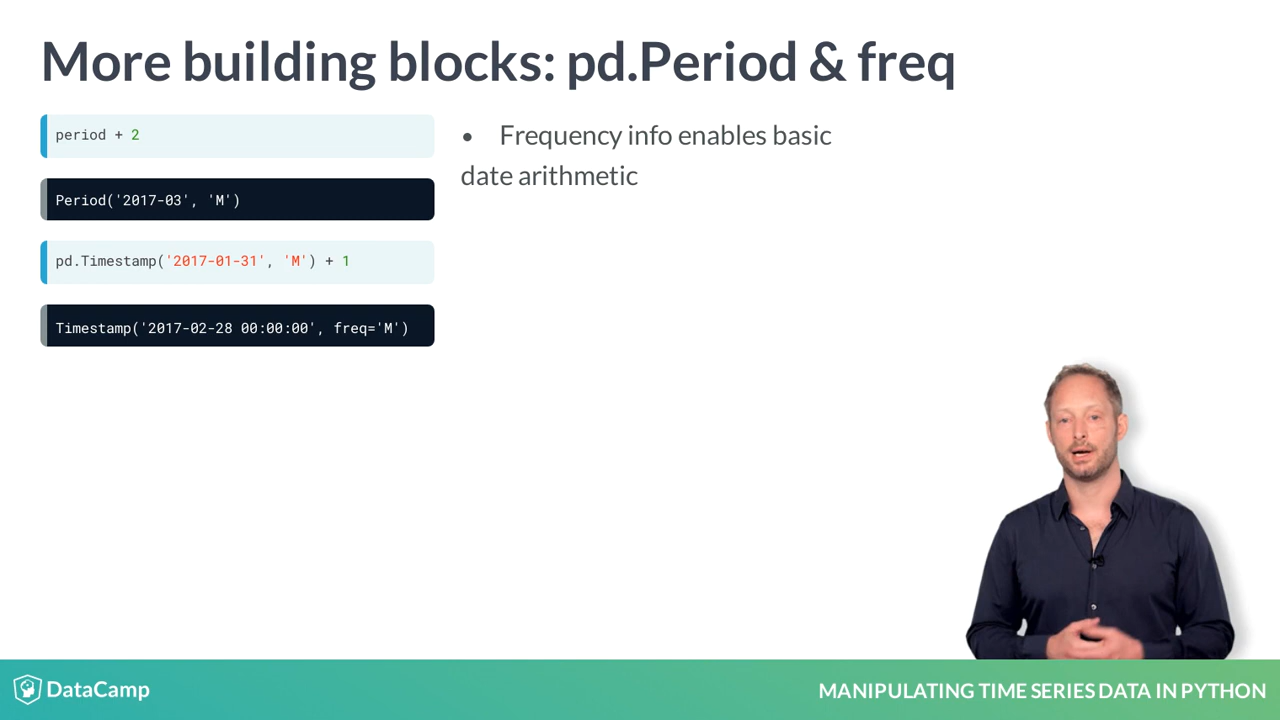 More building blocks: pd.Period & freq
period + 2
Period('2017-03', 'M')
pd.Timestamp('2017-01-31', 'M') + 1
Timestamp('2017-02-28 00:00:00', freq='M')
• Frequency info enables basic
date arithmetic
DataCamp
MANIPULATING TIME SERIES DATA IN PYTHON